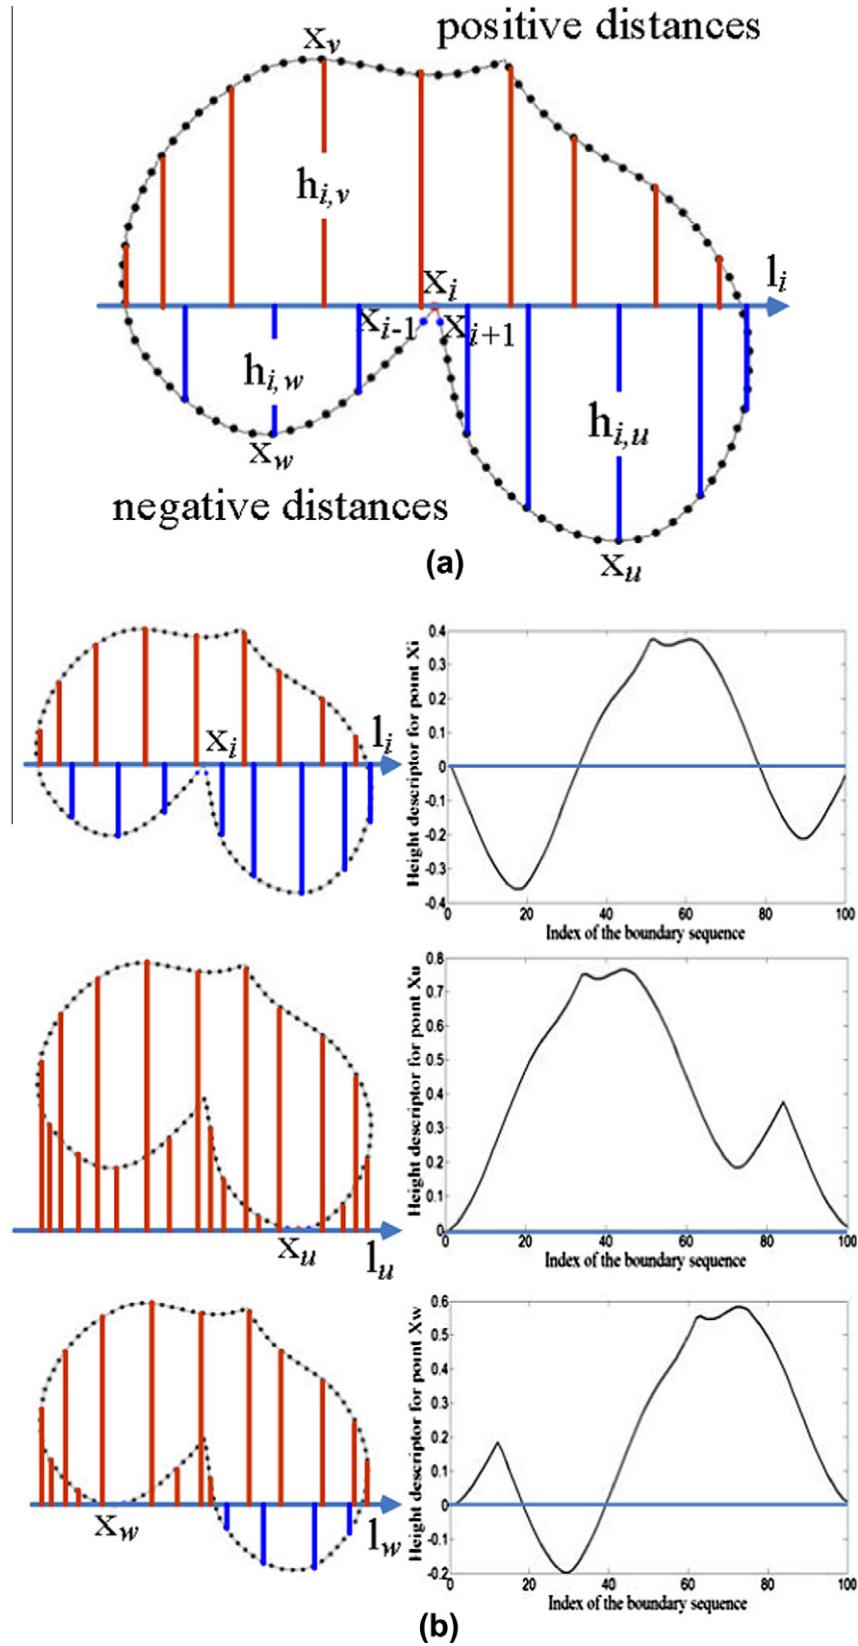 positive distances
x_v
h_{i,v}
x_i
l_i
x_{i-1}
x_{i+1}
h_{i,w}
h_{i,u}
x_w
negative distances
x_u
(a)
x_i
l_i
Height descriptor for point Xi
0.4
0.3
0.2
0.1
0
-0.1
-0.2
-0.3
-0.4
0 20 40 60 80 100
Index of the boundary sequence
x_u
l_u
Height descriptor for point Xu
0.8
0.7
0.6
0.5
0.4
0.3
0.2
0.1
0
0 20 40 60 80 100
Index of the boundary sequence
x_w
l_w
Height descriptor for point Xw
0.6
0.5
0.4
0.3
0.2
0.1
0
-0.1
-0.2
0 20 40 60 80 100
Index of the boundary sequence
(b)